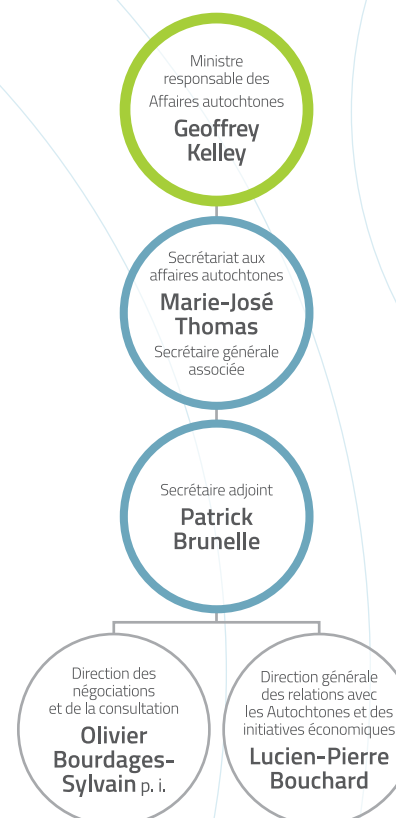 Ministre
responsable des
Affaires autochtones
Geoffrey
Kelley
Secrétariat aux
affaires autochtones
Marie-José
Thomas
Secrétaire générale
associée
Secrétaire adjoint
Patrick
Brunelle
Direction des
négociations
et de la consultation
Olivier
Bourdages-
Sylvain p. i.
Direction générale
des relations avec
les Autochtones et des
initiatives économiques
Lucien-Pierre
Bouchard